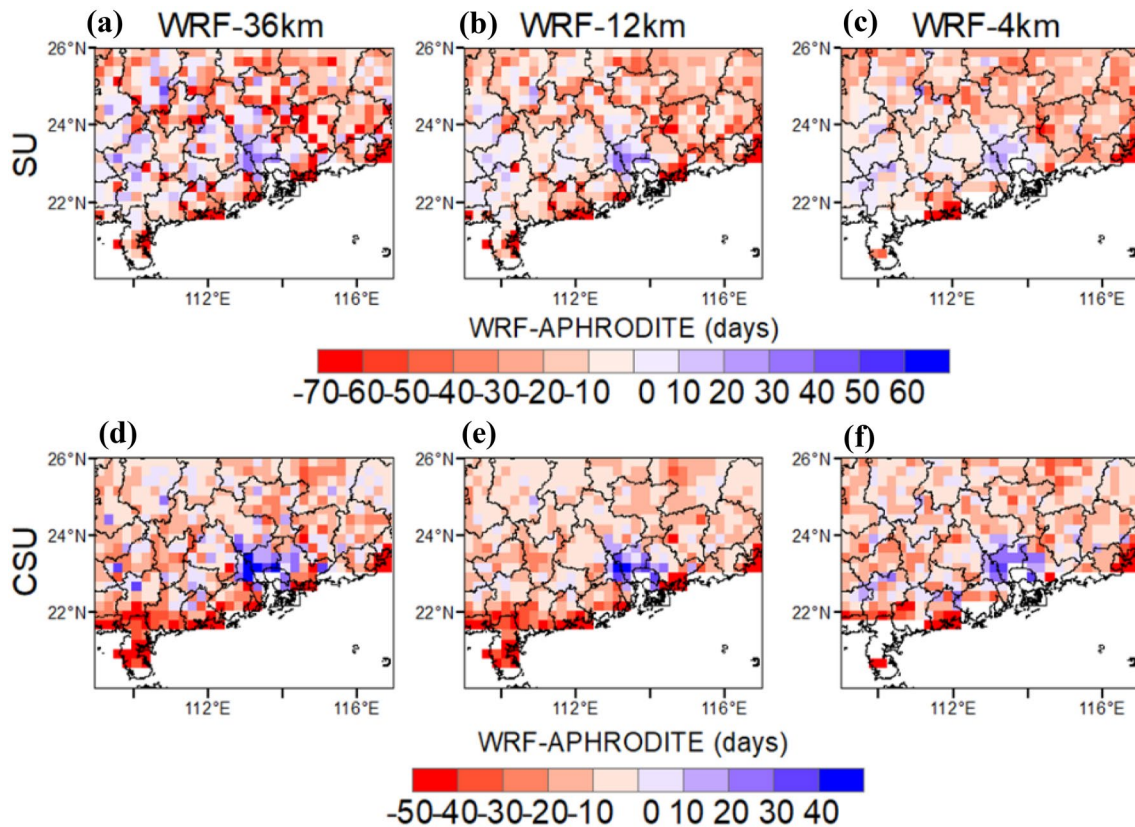 (a) WRF-36km (b) WRF-12km (c) WRF-4km
SU
26°N 26°N 26°N
24°N 24°N 24°N
22°N 22°N 22°N
112°E 116°E 112°E 116°E 112°E 116°E
WRF-APHRODITE (days)
-70-60-50-40-30-20-10 0 10 20 30 40 50 60
(d) (e) (f)
CSU
26°N 26°N 26°N
24°N 24°N 24°N
22°N 22°N 22°N
112°E 116°E 112°E 116°E 112°E 116°E
WRF-APHRODITE (days)
-50-40-30-20-10 0 10 20 30 40